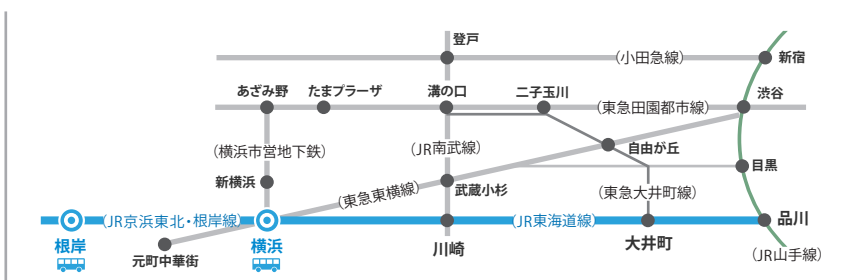 登戸
(小田急線)
新宿
あざみ野
たまプラーザ
溝の口
二子玉川
(東急田園都市線)
渋谷
(横浜市営地下鉄)
(JR南武線)
自由が丘
目黒
新横浜
(東急東横線)
武蔵小杉
(東急大井町線)
(JR京浜東北・根岸線)
(JR東海道線)
品川
根岸
横浜
川崎
大井町
元町中華街
(JR山手線)